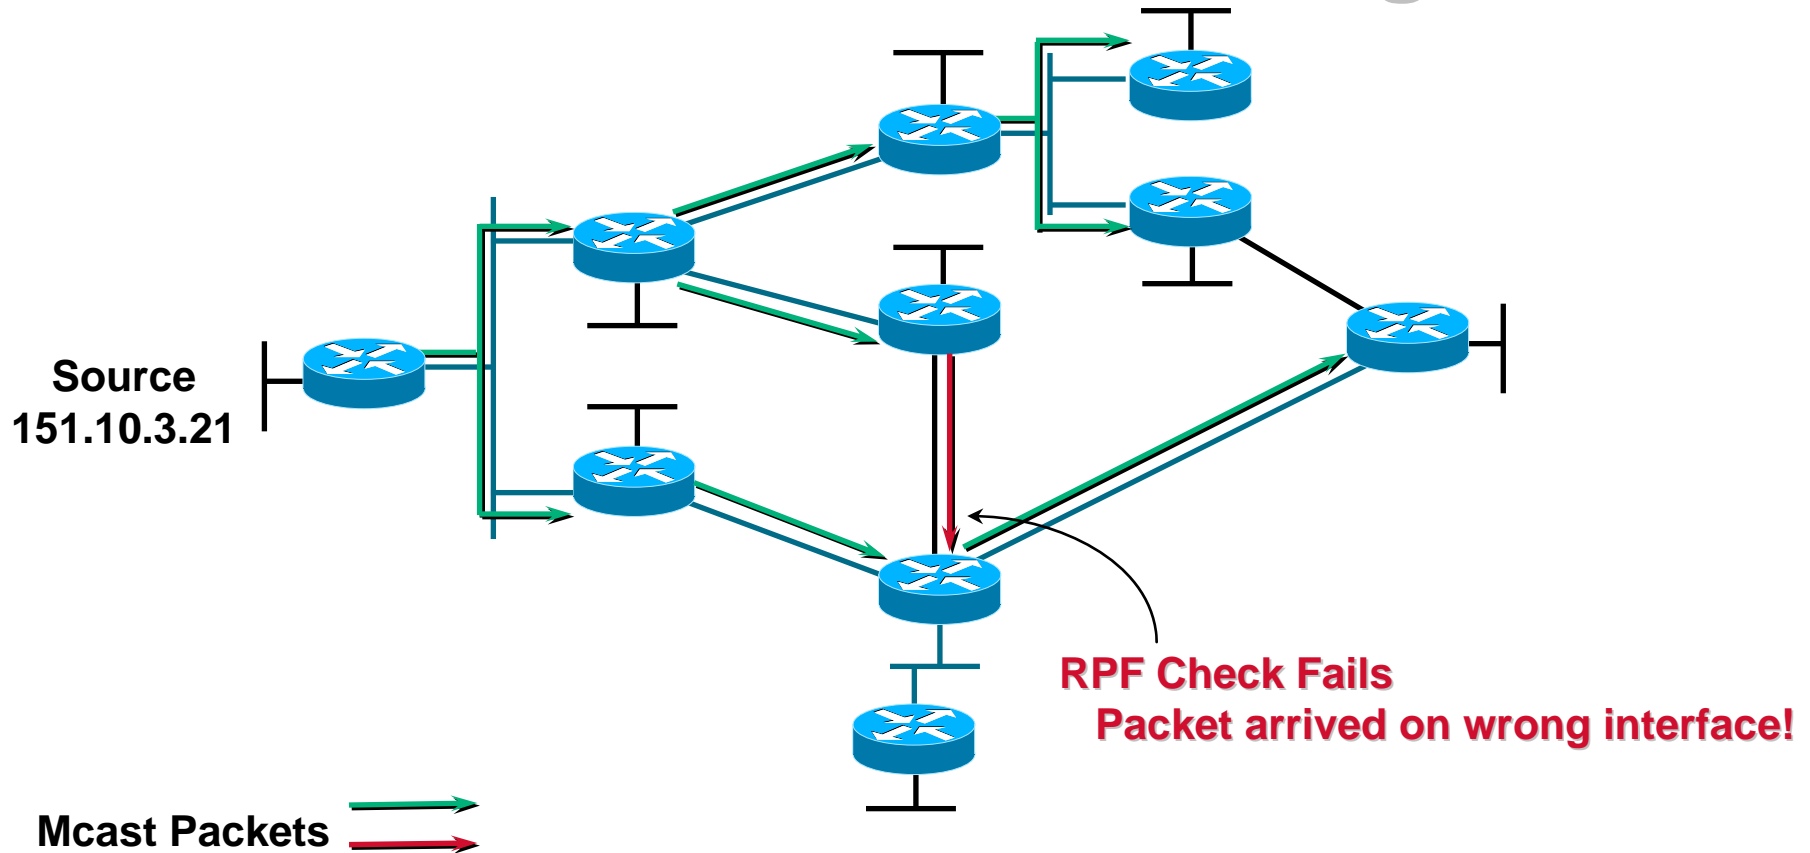 Source
151.10.3.21
RPF Check Fails
Packet arrived on wrong interface!
Mcast Packets